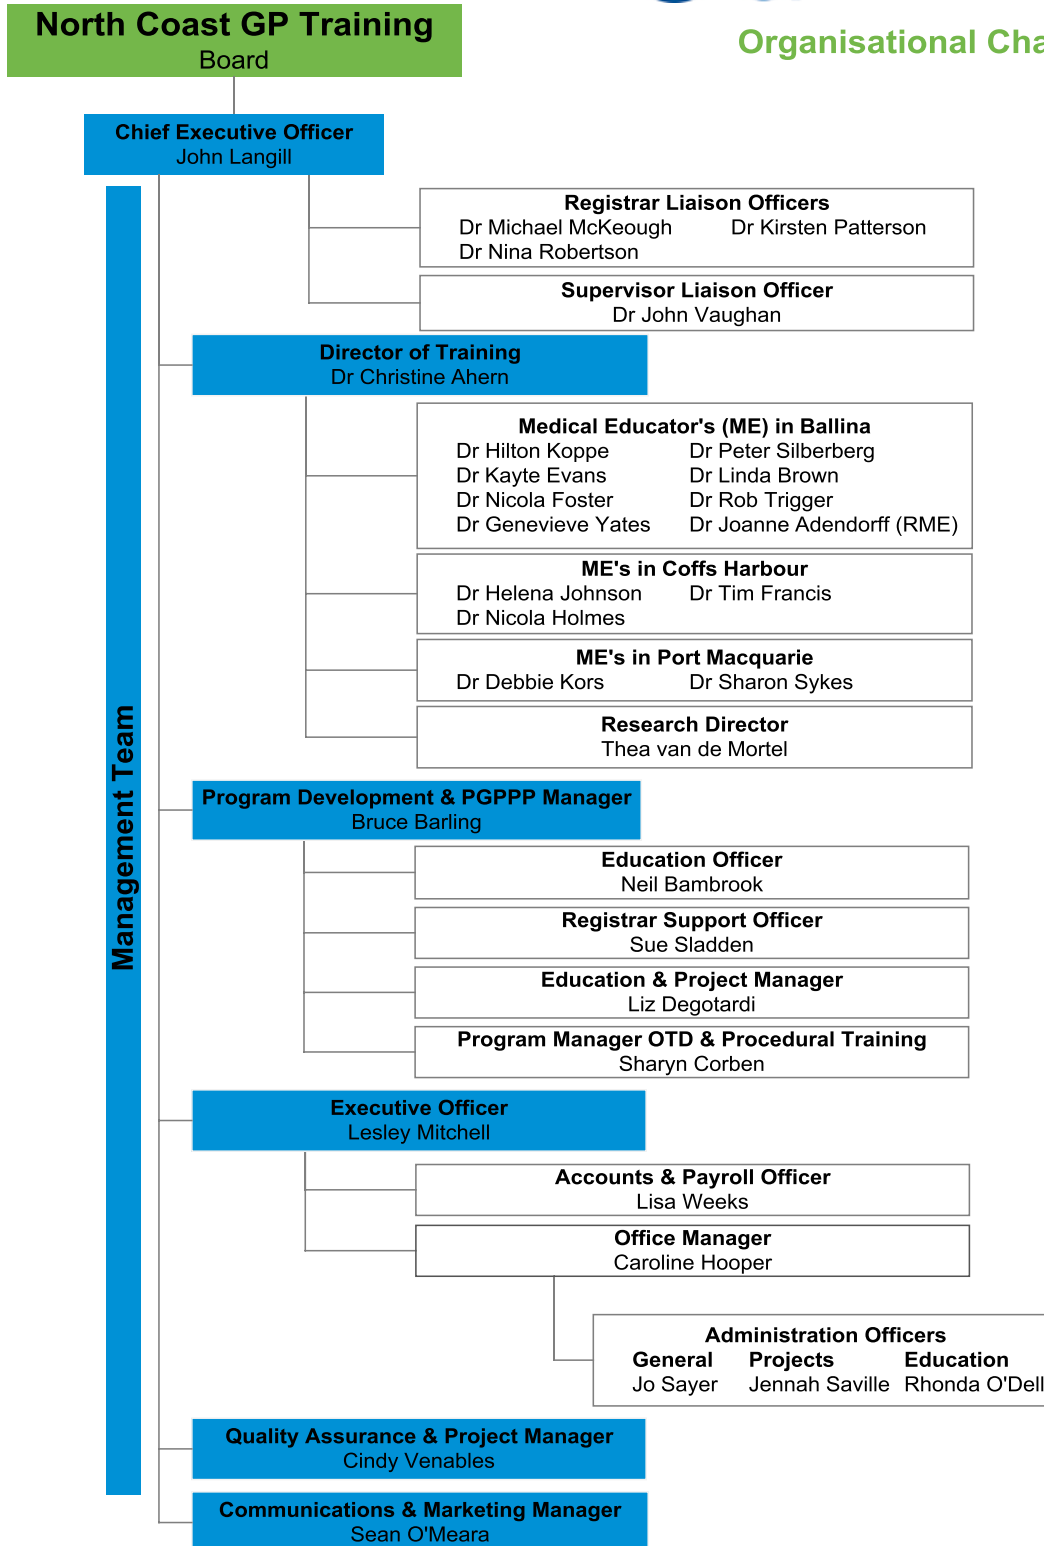 North Coast GP Training
Board
Organisational Cha
Chief Executive Officer
John Langill
Management Team
Registrar Liaison Officers
Dr Michael McKeough Dr Kirsten Patterson
Dr Nina Robertson
Supervisor Liaison Officer
Dr John Vaughan
Director of Training
Dr Christine Ahern
Medical Educator's (ME) in Ballina
Dr Hilton Koppe Dr Peter Silberberg
Dr Kayte Evans Dr Linda Brown
Dr Nicola Foster Dr Rob Trigger
Dr Genevieve Yates Dr Joanne Adendorff (RME)
ME's in Coffs Harbour
Dr Helena Johnson Dr Tim Francis
Dr Nicola Holmes
ME's in Port Macquarie
Dr Debbie Kors Dr Sharon Sykes
Research Director
Thea van de Mortel
Program Development & PGPPP Manager
Bruce Barling
Education Officer
Neil Bambrook
Registrar Support Officer
Sue Sladden
Education & Project Manager
Liz Degotardi
Program Manager OTD & Procedural Training
Sharyn Corben
Executive Officer
Lesley Mitchell
Accounts & Payroll Officer
Lisa Weeks
Office Manager
Caroline Hooper
Administration Officers
General Projects Education
Jo Sayer Jennah Saville Rhonda O'Dell
Quality Assurance & Project Manager
Cindy Venables
Communications & Marketing Manager
Sean O'Meara